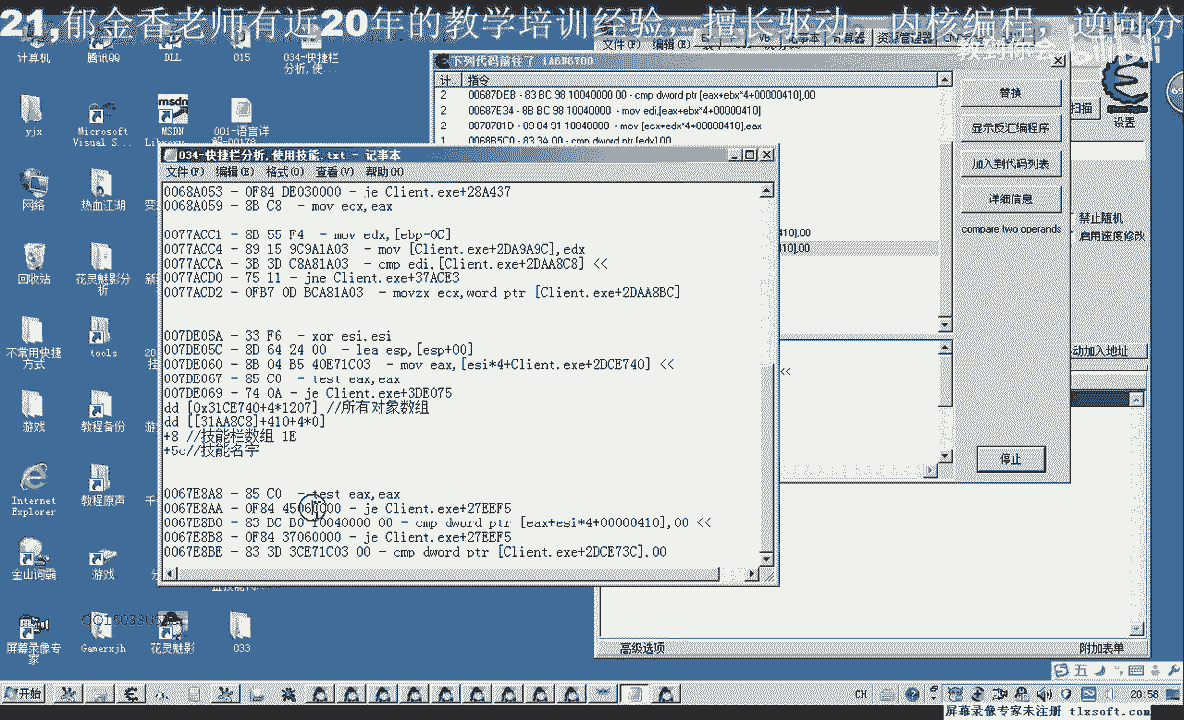 21 ,郁金香老师有近20年的教学培训经验，擅长驱动，内核编程，逆向分
计算机
腾讯QQ
DLL
015
034-快捷栏
分析,使...
yjx
Microsoft
Visual S...
msdn
001-语言详
网络
热血江湖
回收站
花灵魅影分
析
不常用快捷
方式
tools
游戏
教程备份
Internet
Explorer
教程原声
金山词霸
游戏
屏幕录像专
家
Gamerxjh
花灵魅影
033
文件(F) 编辑(E)
下列代码前往了
计.. 指令
2 00687DEB - 83 BC 98 10040000 - cmp dword ptr [eax+ebx*4+00000410],00
2 00687E34 - 8B BC 98 10040000 - mov edi,[eax+ebx*4+00000410]
2 0070701D - 89 04 91 10040000 - mov [ecx+edx*4+00000410],eax
替换
显示反汇编程序
加入到代码列表
详细信息
compare two operands
停止
扫描
设置
禁止随机
启用速度修改
动加入地址
高级选项
附加表单
034-快捷栏分析,使用技能.txt - 记事本
文件(F) 编辑(E) 格式(O) 查看(V) 帮助(H)
0068A053 - 0F84 DE030000 - je Client.exe+28A437
0068A059 - 8B C8 - mov ecx,eax
0077ACC1 - 8B 55 F4 - mov edx,[ebp-0C]
0077ACC4 - 89 15 9C9A1A03 - mov [Client.exe+2DA9A9C],edx
0077ACCA - 3B 3D C8A81A03 - cmp edi,[Client.exe+2DAA8C8] <<
0077ACD0 - 75 11 - jne Client.exe+37ACE3
0077ACD2 - 0FB7 0D BCA81A03 - movzx ecx,word ptr [Client.exe+2DAA8BC]
007DE05A - 33 F6 - xor esi,esi
007DE05C - 8D 64 24 00 - lea esp,[esp+00]
007DE060 - 8B 04 B5 40E71C03 - mov eax,[esi*4+Client.exe+2DCE740] <<
007DE067 - 85 C0 - test eax,eax
007DE069 - 74 0A - je Client.exe+3DE075
dd [0x31CE740+4*1207] //所有对象数组
dd [[31AA8C8]+410+4*0]
+8 //技能栏数组 1E
+5c//技能名字
0067E8A8 - 85 C0 - test eax,eax
0067E8AA - 0F84 45060000 - je Client.exe+27EEF5
0067E8B0 - 83 BC B0 10040000 00 - cmp dword ptr [eax+esi*4+00000410],00 <<
0067E8B8 - 0F84 37060000 - je Client.exe+27EEF5
0067E8BE - 83 3D 3CE71C03 00 - cmp dword ptr [Client.exe+2DCE73C],00
开始
CH
20:58
屏幕录像专家未注册 tlxsoft.com